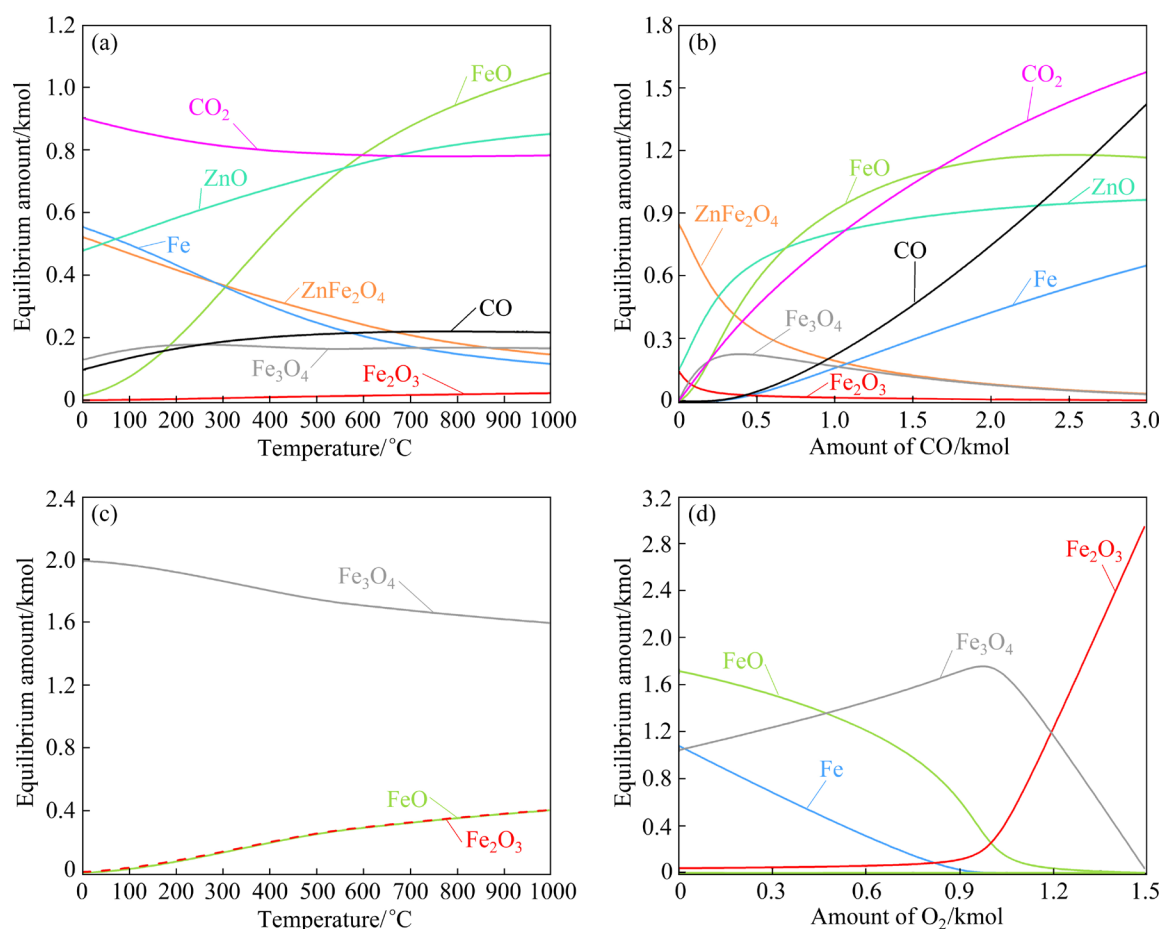 (a)
Equilibrium amount/kmol
1.2
1.0
0.8
0.6
0.4
0.2
0
CO₂
FeO
ZnO
Fe
ZnFe₂O₄
CO
Fe₃O₄
Fe₂O₃
0 100 200 300 400 500 600 700 800 900 1000
Temperature/°C
(b)
Equilibrium amount/kmol
1.8
1.5
1.2
0.9
0.6
0.3
0
CO₂
FeO
ZnO
ZnFe₂O₄
CO
Fe
Fe₃O₄
Fe₂O₃
0 0.5 1.0 1.5 2.0 2.5 3.0
Amount of CO/kmol
(c)
Equilibrium amount/kmol
2.4
2.0
1.6
1.2
0.8
0.4
0
Fe₃O₄
FeO
Fe₂O₃
0 100 200 300 400 500 600 700 800 900 1000
Temperature/°C
(d)
Equilibrium amount/kmol
3.2
2.8
2.4
2.0
1.6
1.2
0.8
0.4
0
Fe₂O₃
Fe₃O₄
FeO
Fe
0 0.3 0.6 0.9 1.2 1.5
Amount of O₂/kmol